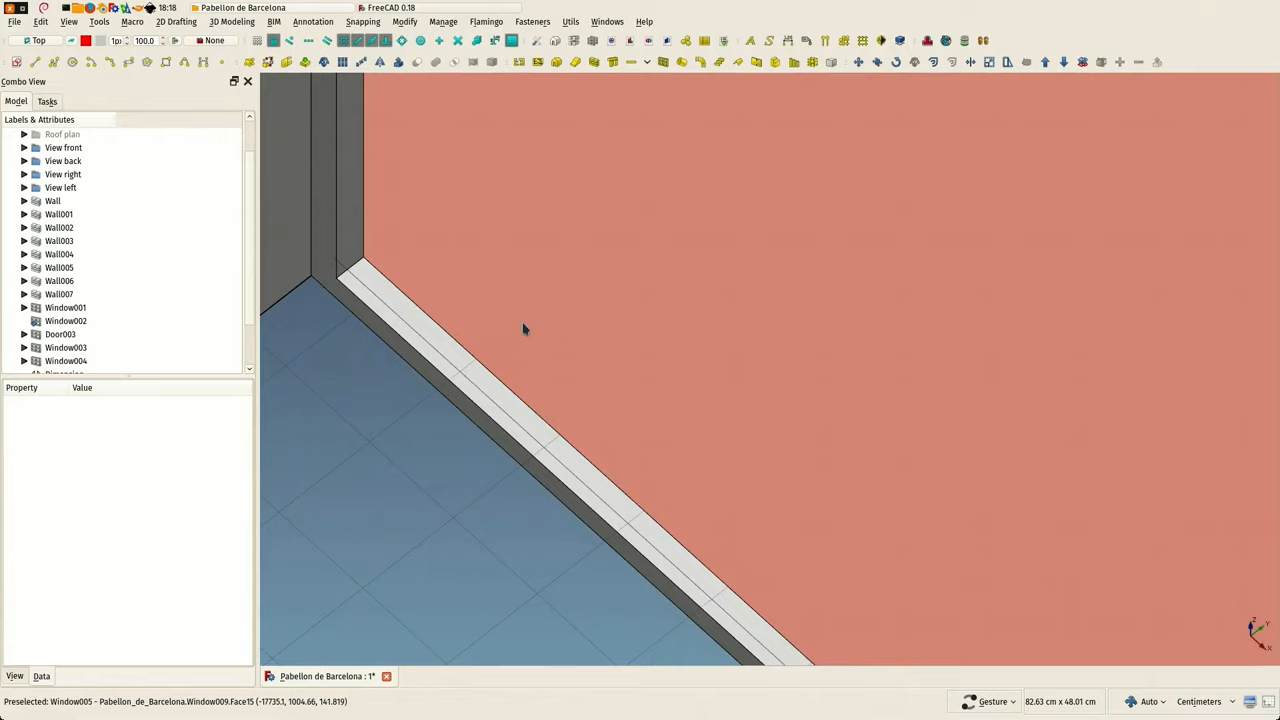 18:18
Pabellon de Barcelona
FreeCAD 0.18
File Edit View Tools Macro 2D Drafting 3D Modeling BIM Annotation Snapping Modify Manage Flamingo Fasteners Utils Windows Help
Top 1p 100.0 None
Combo View
Model Tasks
Labels & Attributes
Roof plan
View front
View back
View right
View left
Wall
Wall001
Wall002
Wall003
Wall004
Wall005
Wall006
Wall007
Window001
Window002
Door003
Window003
Window004
Property Value
Z
Y
X
View Data
Pabellon de Barcelona : 1*
Preselected: Window005 - Pabellon_de_Barcelona.Window009.Face15 (-17735.1, 1004.66, 141.819)
Gesture 82.63 cm x 48.01 cm Auto Centimeters